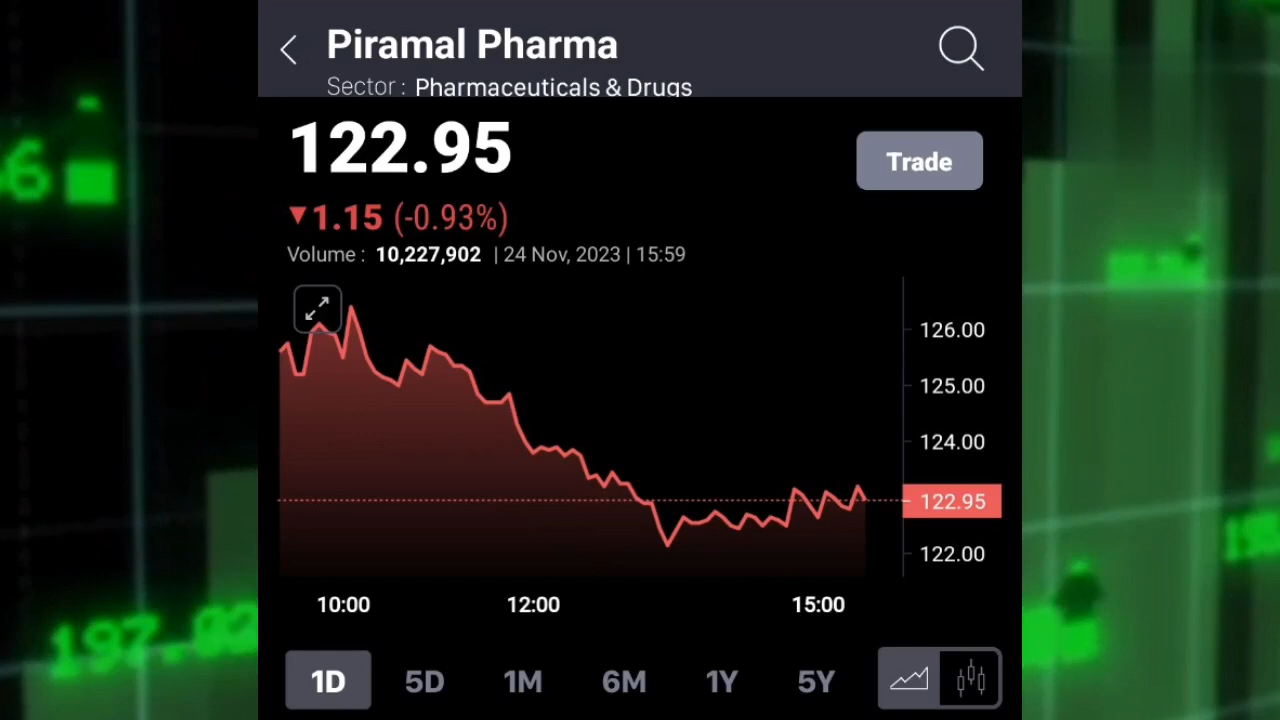 Piramal Pharma
Sector : Pharmaceuticals & Drugs
122.95
Trade
▼1.15 (-0.93%)
Volume : 10,227,902 | 24 Nov, 2023 | 15:59
126.00
125.00
124.00
122.95
122.00
10:00 12:00 15:00
1D 5D 1M 6M 1Y 5Y
197.02